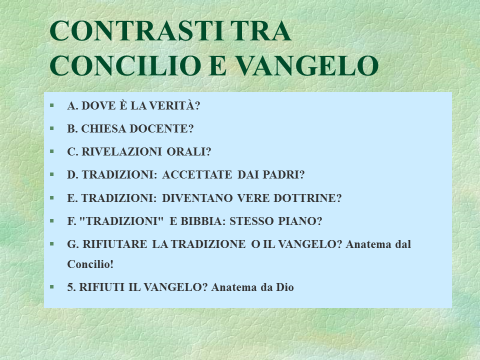 CONTRASTI TRA
CONCILIO E VANGELO
A. DOVE È LA VERITÀ?
B. CHIESA DOCENTE?
C. RIVELAZIONI ORALI?
D. TRADIZIONI: ACCETTATE DAI PADRI?
E. TRADIZIONI: DIVENTANO VERE DOTTRINE?
F. "TRADIZIONI" E BIBBIA: STESSO PIANO?
G. RIFIUTARE LA TRADIZIONE O IL VANGELO? Anatema dal
Concilio!
5. RIFIUTI IL VANGELO? Anatema da Dio